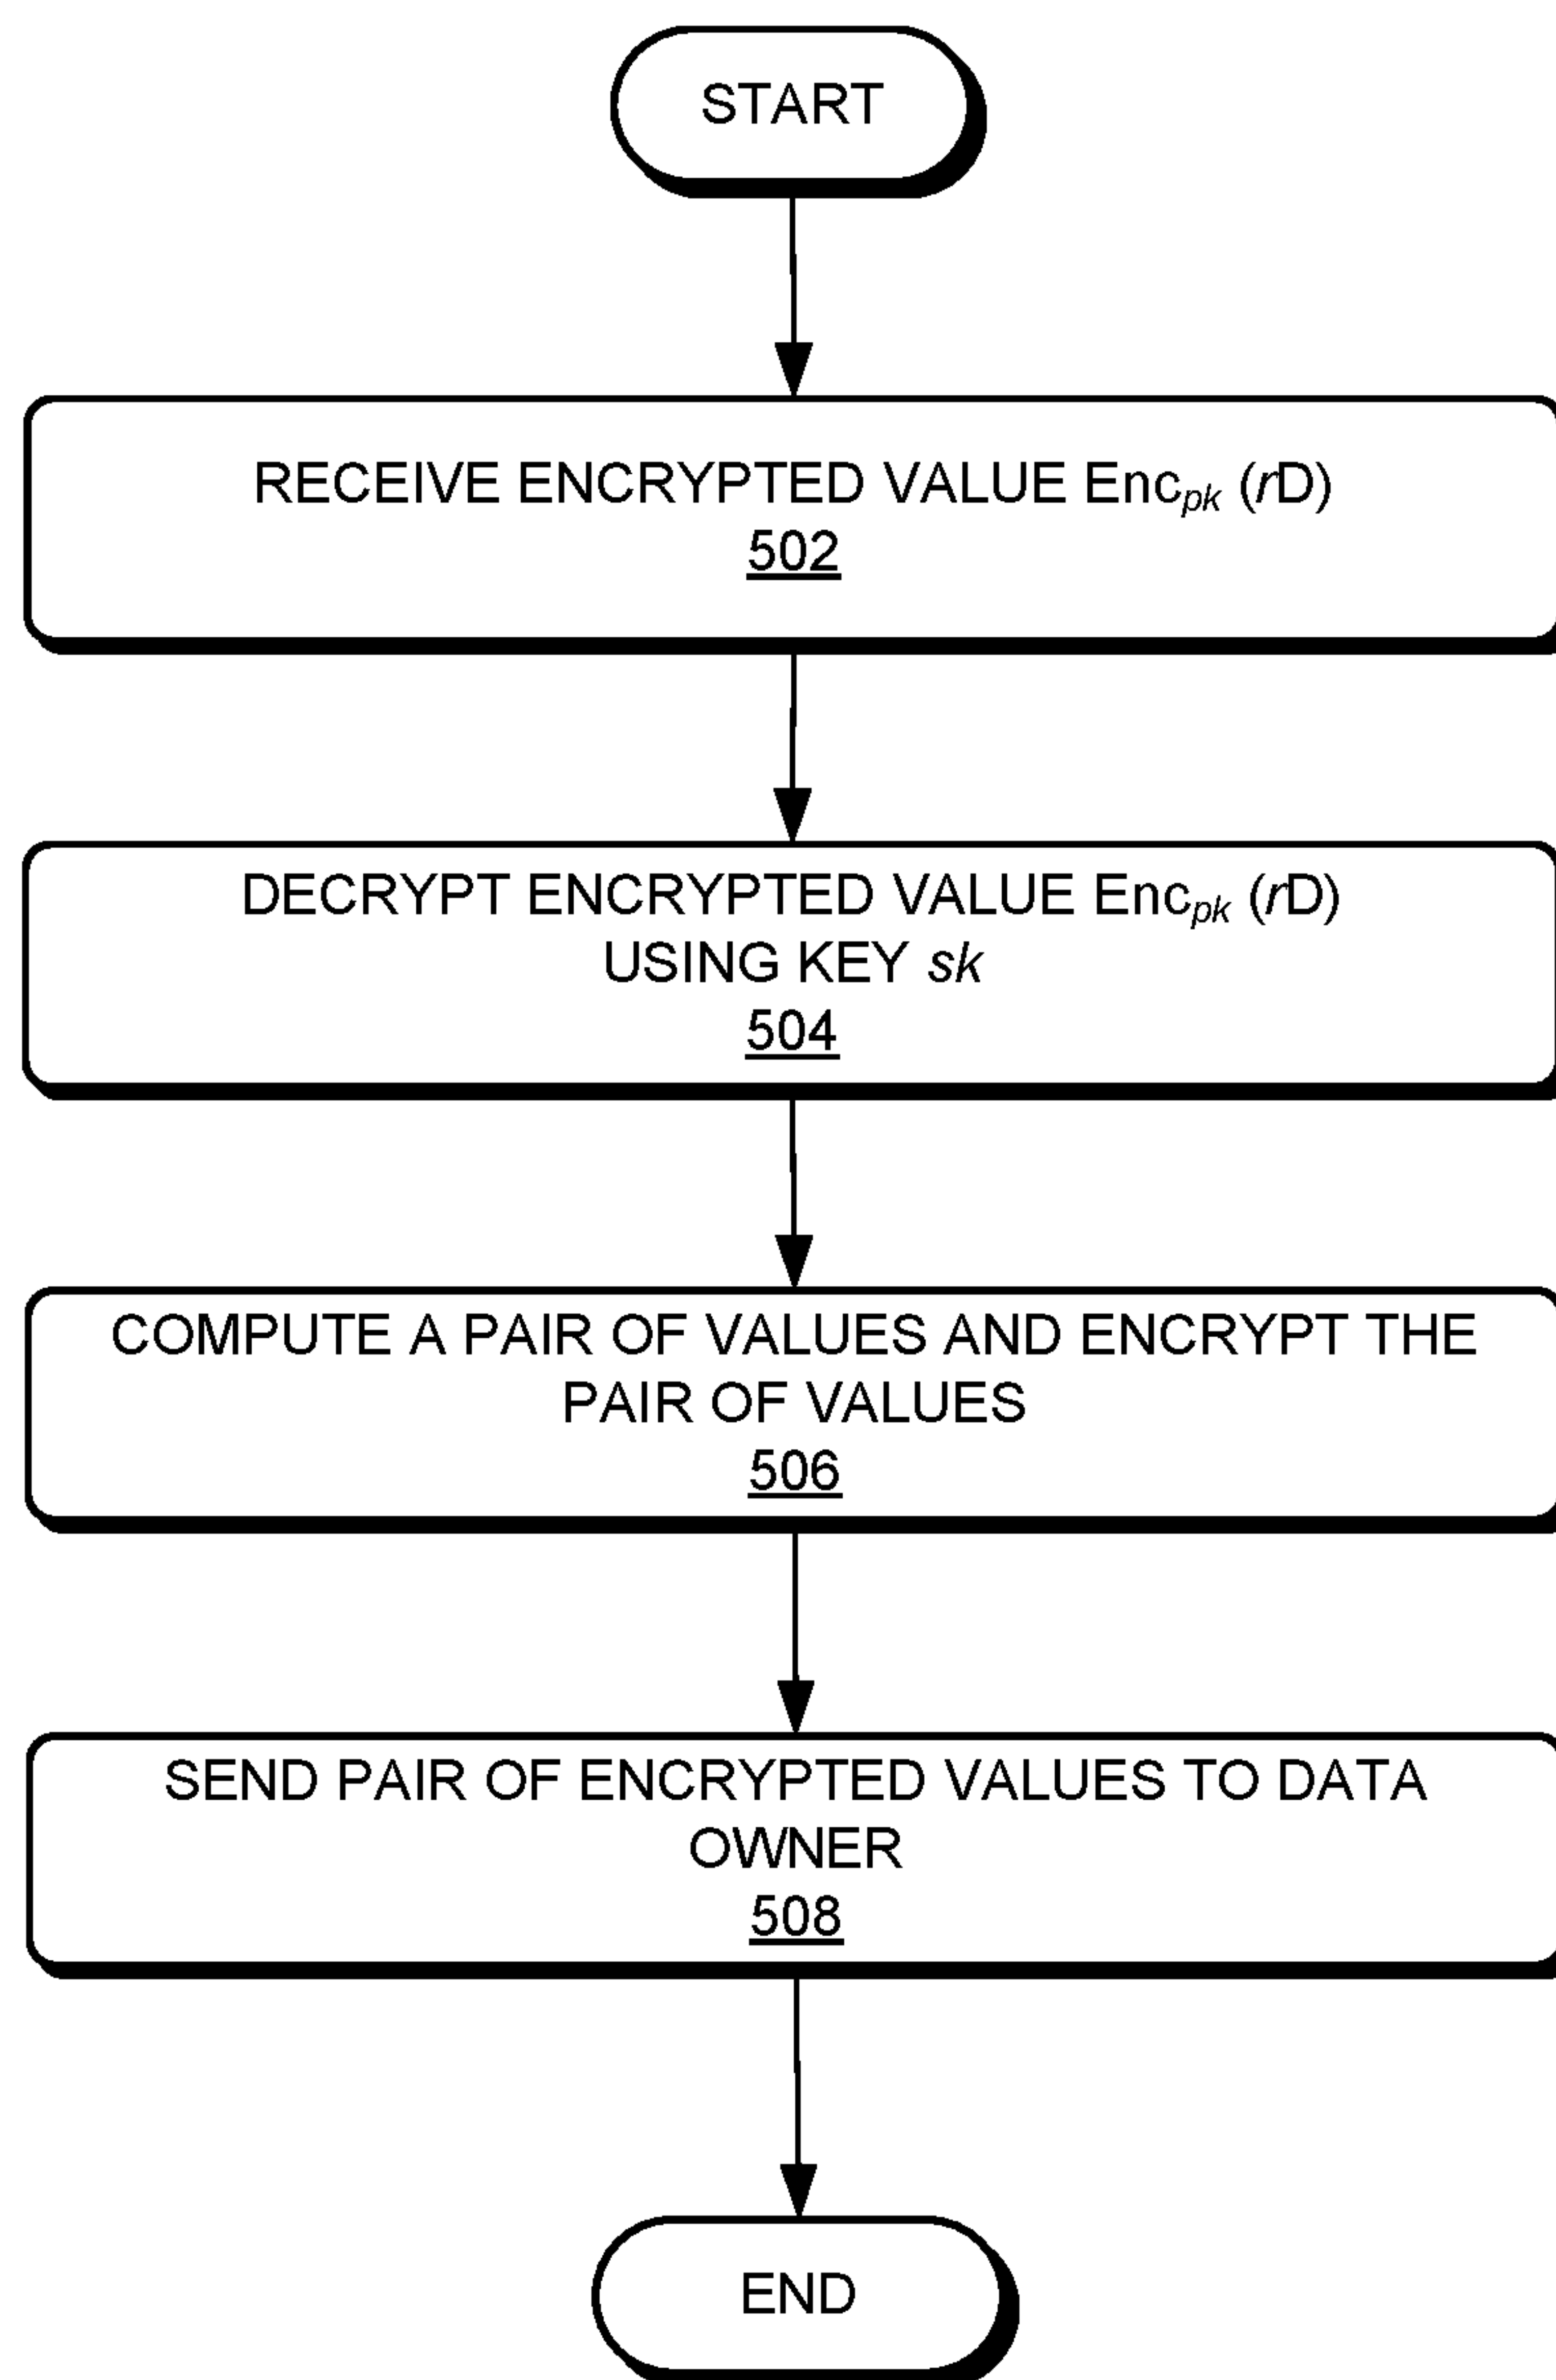 START
RECEIVE ENCRYPTED VALUE Encpk (rD)
502
DECRYPT ENCRYPTED VALUE Encpk (rD)
USING KEY sk
504
COMPUTE A PAIR OF VALUES AND ENCRYPT THE
PAIR OF VALUES
506
SEND PAIR OF ENCRYPTED VALUES TO DATA
OWNER
508
END